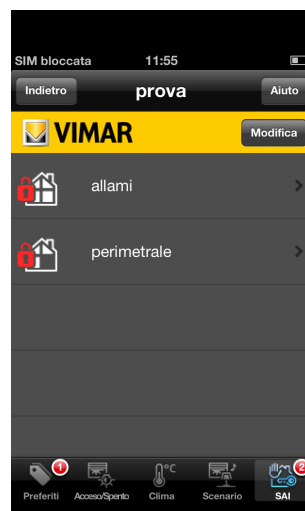 SIM bloccata 11:55
Indietro prova Aiuto
VIMAR Modifica
allami
perimetrale
1 °C 2
Preferiti Acceso/Spento Clima Scenario SAI